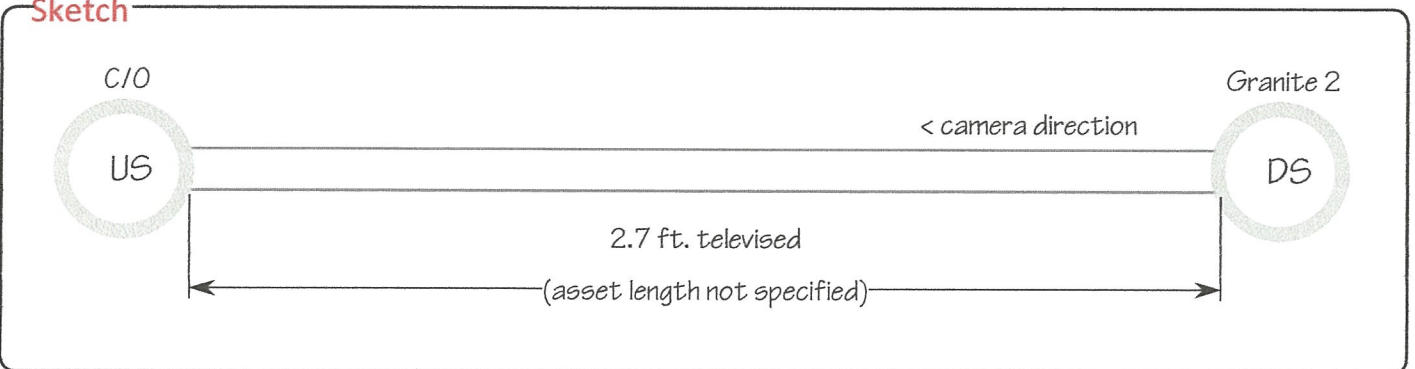 Sketch
C/O
Granite 2
< camera direction
US
DS
2.7 ft. televised
(asset length not specified)